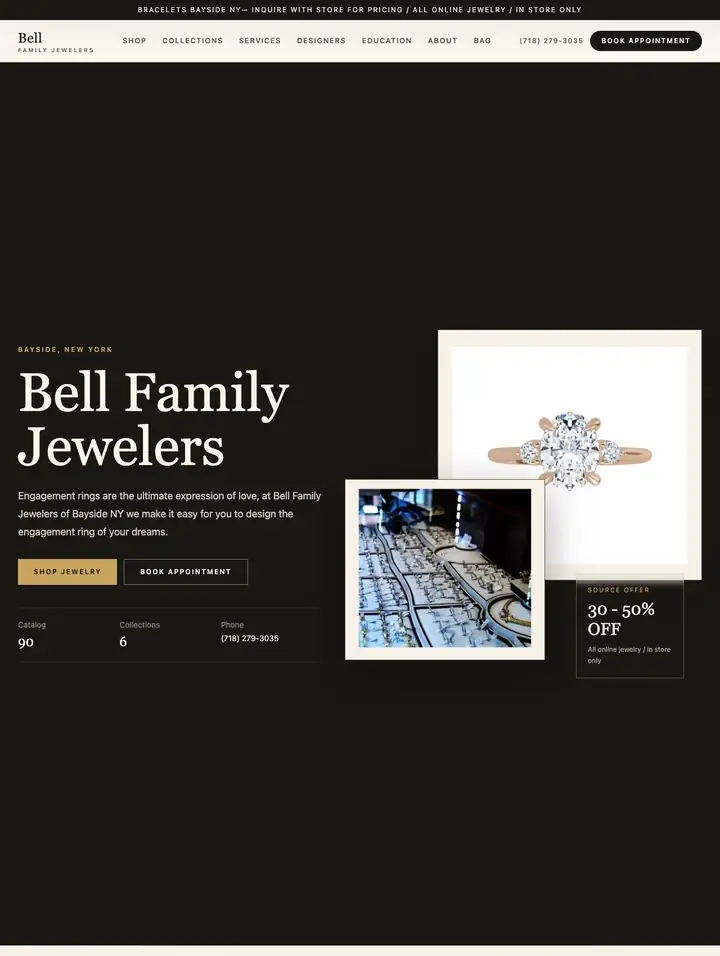 BRACELETS BAYSIDE NY— INQUIRE WITH STORE FOR PRICING / ALL ONLINE JEWELRY / IN STORE ONLY
Bell
FAMILY JEWELERS
SHOP COLLECTIONS SERVICES DESIGNERS EDUCATION ABOUT BAG (718) 279-3035 BOOK APPOINTMENT
BAYSIDE, NEW YORK
Bell Family
Jewelers
Engagement rings are the ultimate expression of love, at Bell Family
Jewelers of Bayside NY we make it easy for you to design the
engagement ring of your dreams.
SHOP JEWELRY BOOK APPOINTMENT
Catalog Collections Phone
90 6 (718) 279-3035
SOURCE OFFER
30 - 50%
OFF
All online jewelry / in store
only